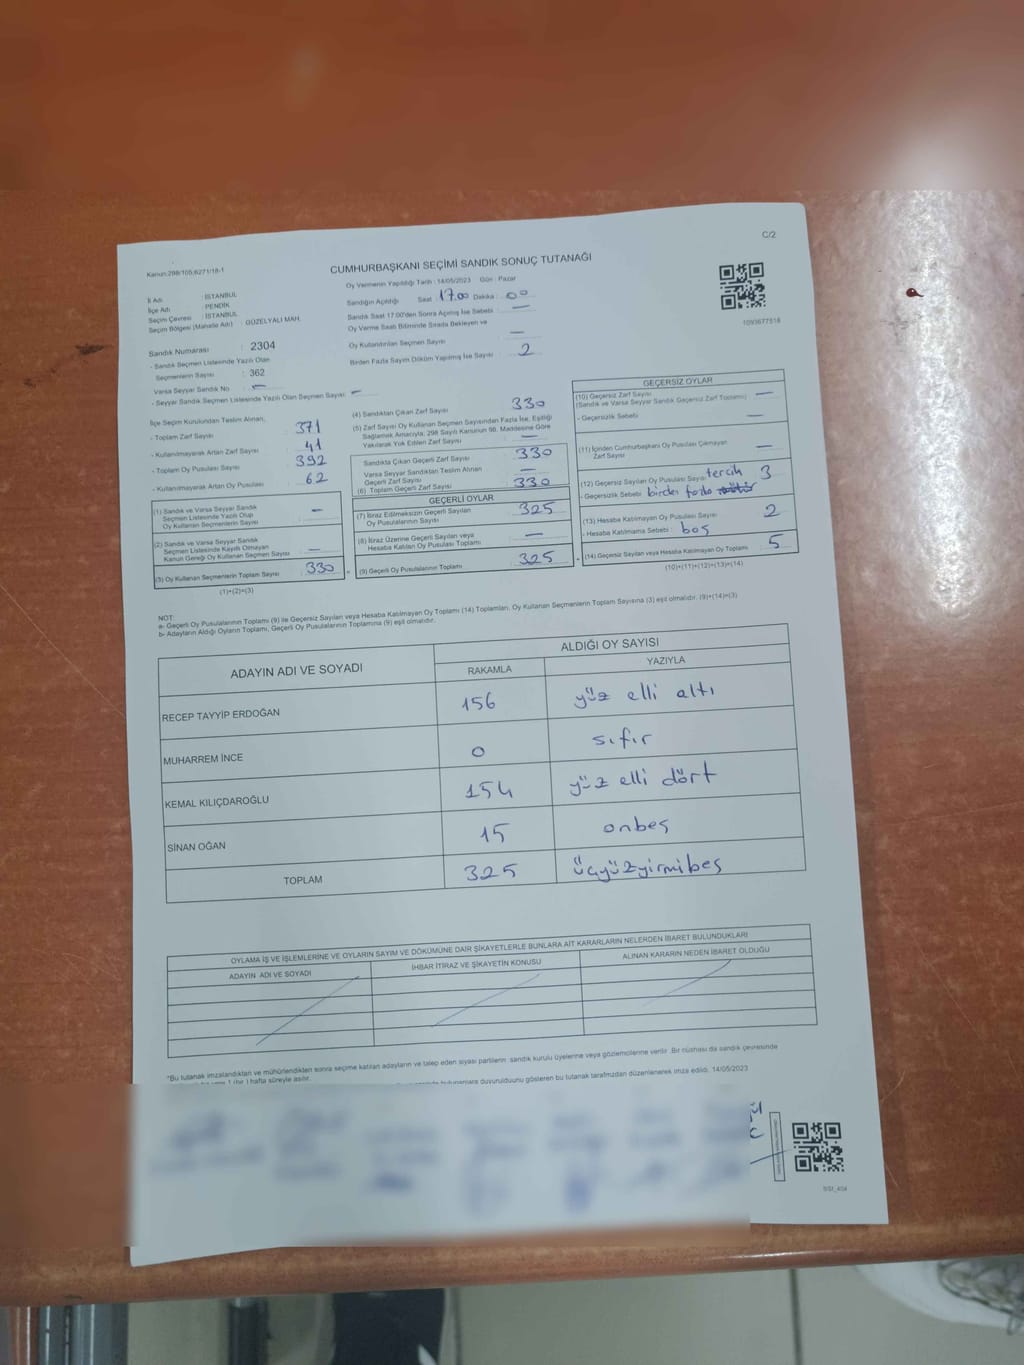 C/2
Kanun:298/105,6271/18-1
CUMHURBAŞKANI SEÇİMİ SANDIK SONUÇ TUTANAĞI
Oy Vermenin Yapıldığı Tarih : 14/05/2023 Gün : Pazar
İl Adı : İSTANBUL
İlçe Adı : PENDİK
Seçim Çevresi : İSTANBUL
Seçim Bölgesi (Mahalle Adı) : GÜZELYALI MAH.
Sandık Numarası : 2304
- Sandık Seçmen Listesinde Yazılı Olan
Seçmenlerin Sayısı : 362
Varsa Seyyar Sandık No : –
- Seyyar Sandık Seçmen Listesinde Yazılı Olan Seçmen Sayısı : –
Sandığın Açıldığı Saat : 17.00 Dakika : 00
Sandık Saat 17.00'den Sonra Açılmış İse Sebebi : –
Oy Verme Saati Bitiminde Sırada Bekleyen ve
Oy Kullandırılan Seçmen Sayısı : –
Birden Fazla Sayım Döküm Yapılmış İse Sayısı : 2
1093677518
İlçe Seçim Kurulundan Teslim Alınan,
- Toplam Zarf Sayısı : 371
- Kullanılmayarak Artan Zarf Sayısı : 41
- Toplam Oy Pusulası Sayısı : 392
- Kullanılmayarak Artan Oy Pusulası : 62
(1) Sandık ve Varsa Seyyar Sandık
Seçmen Listesinde Yazılı Olup
Oy Kullanan Seçmenlerin Sayısı –
(2) Sandık ve Varsa Seyyar Sandık
Seçmen Listesinde Kayıtlı Olmayan
Kanun Gereği Oy Kullanan Seçmen Sayısı –
(3) Oy Kullanan Seçmenlerin Toplam Sayısı 330
(1)+(2)=(3)
(4) Sandıktan Çıkan Zarf Sayısı 330
(5) Zarf Sayısı Oy Kullanan Seçmen Sayısından Fazla İse, Eşitliği
Sağlamak Amacıyla; 298 Sayılı Kanunun 98. Maddesine Göre
Yakılarak Yok Edilen Zarf Sayısı –
Sandıkta Çıkan Geçerli Zarf Sayısı 330
Varsa Seyyar Sandıktan Teslim Alınan
Geçerli Zarf Sayısı –
(6) Toplam Geçerli Zarf Sayısı 330
GEÇERLİ OYLAR
(7) İtiraz Edilmeksizin Geçerli Sayılan
Oy Pusulalarının Sayısı 325
(8) İtiraz Üzerine Geçerli Sayılan veya
Hesaba Katılan Oy Pusulası Toplamı –
(9) Geçerli Oy Pusulalarının Toplamı 325
GEÇERSİZ OYLAR
(10) Geçersiz Zarf Sayısı
(Sandık ve Varsa Seyyar Sandık Geçersiz Zarf Toplamı) –
- Geçersizlik Sebebi : –
(11) İçinden Cumhurbaşkanı Oy Pusulası Çıkmayan
Zarf Sayısı –
(12) Geçersiz Sayılan Oy Pusulası Sayısı tercih 3
- Geçersizlik Sebebi birden fazla
(13) Hesaba Katılmayan Oy Pusulası Sayısı 2
- Hesaba Katılmama Sebebi : boş
(14) Geçersiz Sayılan veya Hesaba Katılmayan Oy Toplamı 5
(10)+(11)+(12)+(13)=(14)
NOT:
a- Geçerli Oy Pusulalarının Toplamı (9) ile Geçersiz Sayılan veya Hesaba Katılmayan Oy Toplamı (14) Toplamları, Oy Kullanan Seçmenlerin Toplam Sayısına (3) eşit olmalıdır. (9)+(14)=(3)
b- Adayların Aldığı Oyların Toplamı, Geçerli Oy Pusulalarının Toplamına (9) eşit olmalıdır.
ADAYIN ADI VE SOYADI ALDIĞI OY SAYISI
RAKAMLA YAZIYLA
RECEP TAYYİP ERDOĞAN 156 yüz elli altı
MUHARREM İNCE 0 sıfır
KEMAL KILIÇDAROĞLU 154 yüz elli dört
SİNAN OĞAN 15 onbeş
TOPLAM 325 üçyüzyirmibeş
OYLAMA İŞ VE İŞLEMLERİNE VE OYLARIN SAYIM VE DÖKÜMÜNE DAİR ŞİKAYETLERLE BUNLARA AİT KARARLARIN NELERDEN İBARET BULUNDUKLARI
ADAYIN ADI VE SOYADI İHBAR İTİRAZ VE ŞİKAYETİN KONUSU ALINAN KARARIN NEDEN İBARET OLDUĞU
*Bu tutanak imzalandıktan ve mühürlendikten sonra seçime katılan adayların ve talep eden siyasi partilerin sandık kurulu üyelerine veya gözlemcilerine verilir. Bir nüshası da sandık çevresinde
1 (bir) hafta süreyle asılır.
bulunanlara duyurulduunu gösteren bu tutanak tarafımızdan düzenlenerek imza edildi. 14/05/2023